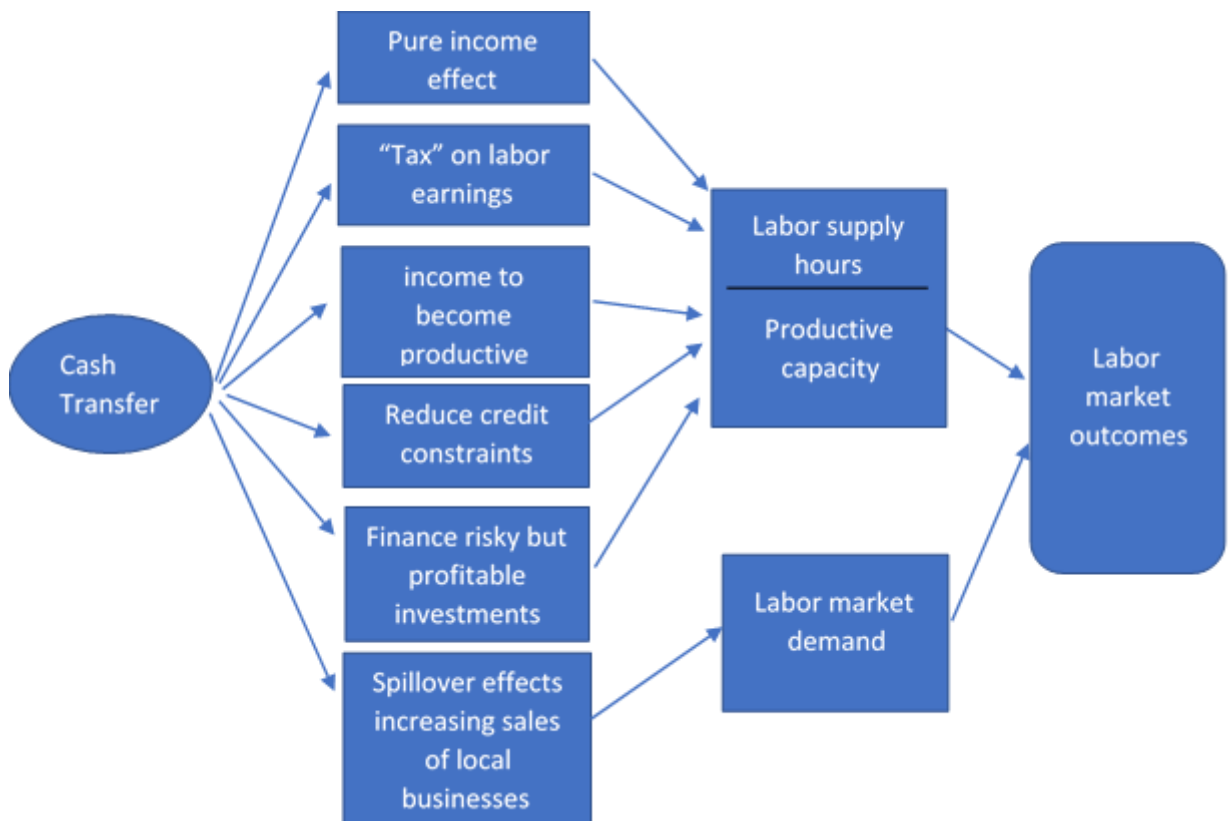 Pure income
effect
“Tax” on labor
earnings
income to
become
productive
Reduce credit
constraints
Finance risky but
profitable
investments
Spillover effects
increasing sales
of local
businesses
Cash
Transfer
Labor supply
hours
Productive
capacity
Labor market
demand
Labor
market
outcomes